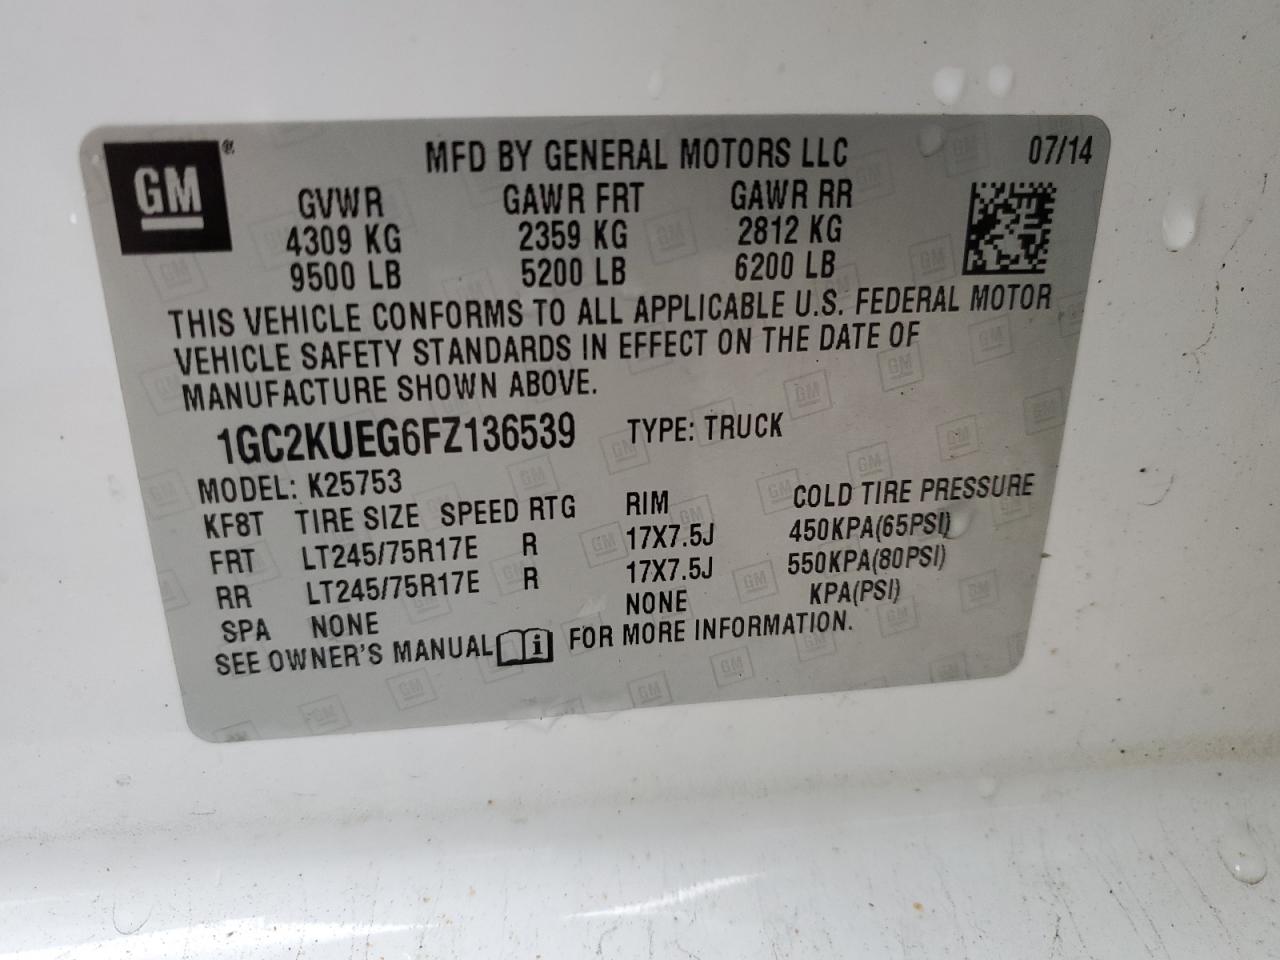 GM®
MFD BY GENERAL MOTORS LLC 07/14
GVWR GAWR FRT GAWR RR
4309 KG 2359 KG 2812 KG
9500 LB 5200 LB 6200 LB
THIS VEHICLE CONFORMS TO ALL APPLICABLE U.S. FEDERAL MOTOR
VEHICLE SAFETY STANDARDS IN EFFECT ON THE DATE OF
MANUFACTURE SHOWN ABOVE.
1GC2KUEG6FZ136539 TYPE: TRUCK
MODEL: K25753
KF8T TIRE SIZE SPEED RTG RIM COLD TIRE PRESSURE
FRT LT245/75R17E R 17X7.5J 450KPA(65PSI)
RR LT245/75R17E R 17X7.5J 550KPA(80PSI)
SPA NONE NONE KPA(PSI)
SEE OWNER'S MANUAL i FOR MORE INFORMATION.